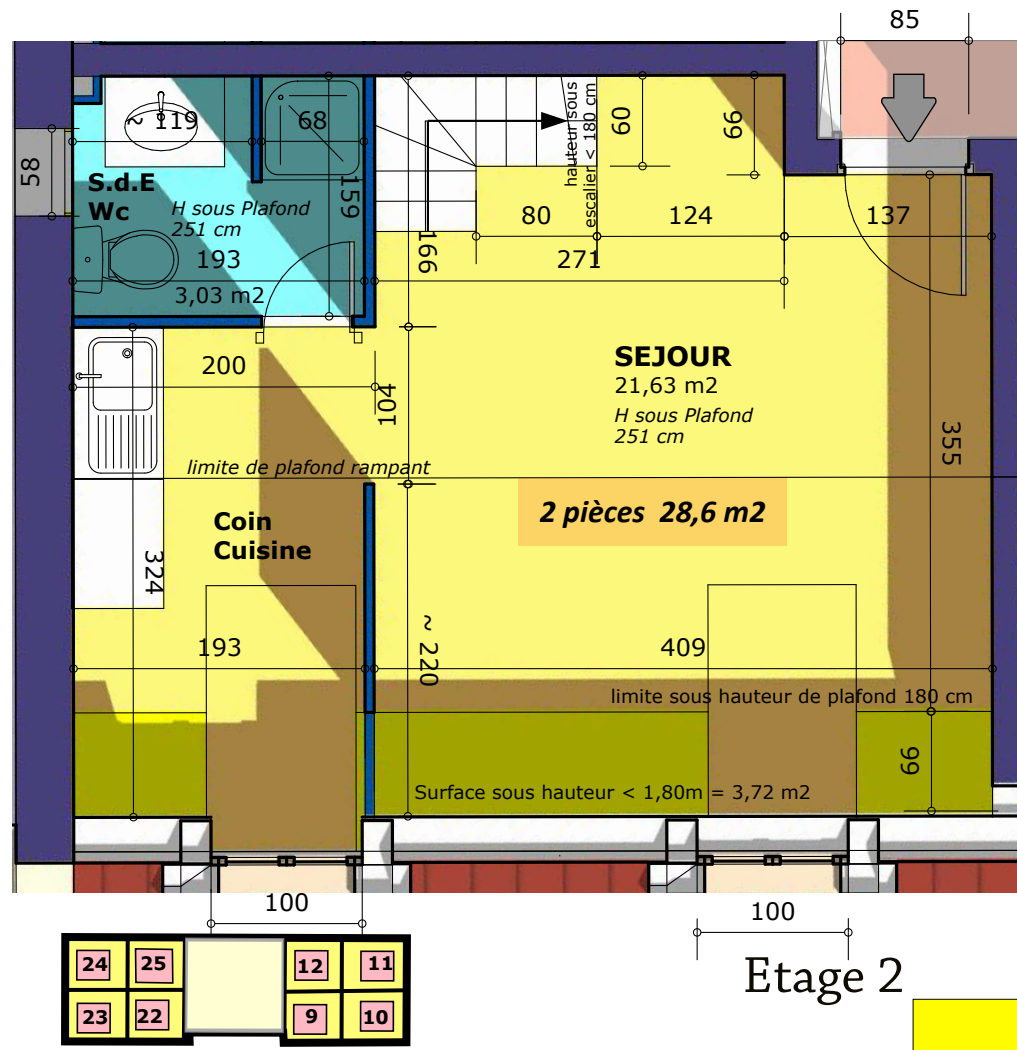 85
58
~ 119
68
hauteur sous
escalier < 180 cm
60
66
S.d.E
Wc
H sous Plafond
251 cm
159
193
3,03 m2
166
80
124
137
271
200
104
SEJOUR
21,63 m2
H sous Plafond
251 cm
355
limite de plafond rampant
2 pièces 28,6 m2
Coin
Cuisine
324
193
~ 220
409
limite sous hauteur de plafond 180 cm
66
Surface sous hauteur < 1,80m = 3,72 m2
100
100
24
25
12
11
23
22
9
10
Etage 2